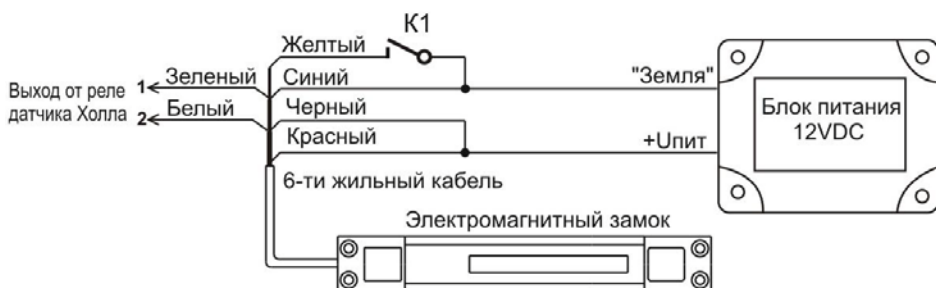 К1
Желтый
Зеленый
Синий
"Земля"
Выход от реле
датчика Холла
1
2
Белый
Черный
Блок питания
12VDC
Красный
+Uпит
6-ти жильный кабель
Электромагнитный замок